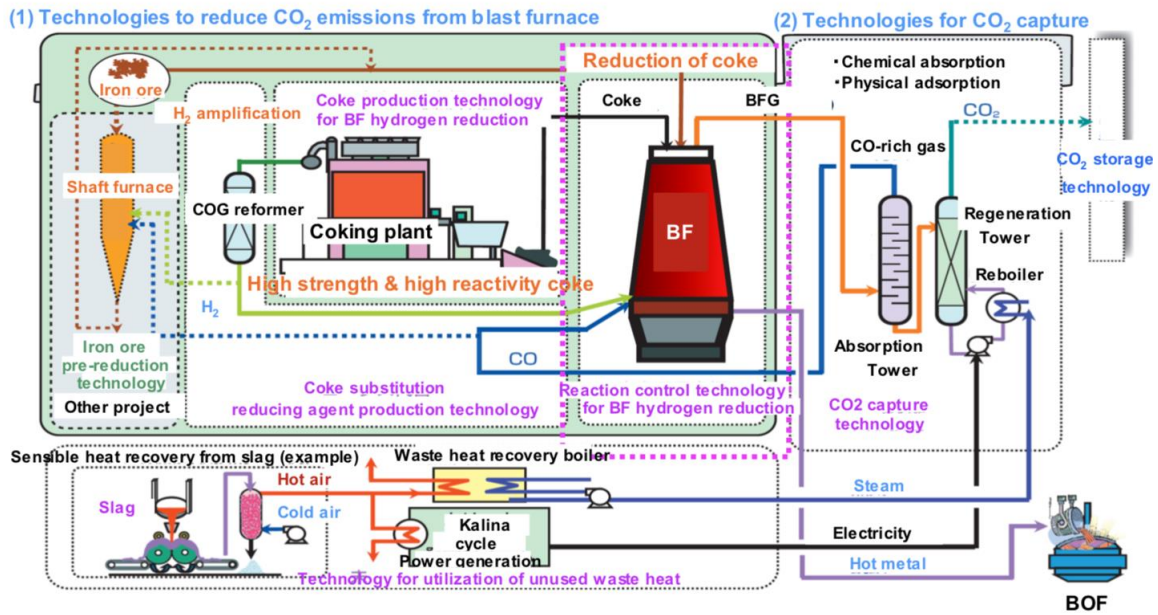 (1) Technologies to reduce CO₂ emissions from blast furnace
(2) Technologies for CO₂ capture
Iron ore
H₂ amplification
Coke production technology
for BF hydrogen reduction
Reduction of coke
Coke
BFG
・Chemical absorption
・Physical adsorption
CO₂
CO-rich gas
CO₂ storage
technology
Shaft furnace
COG reformer
Coking plant
BF
Regeneration
Tower
Reboiler
High strength & high reactivity coke
H₂
CO
Iron ore
pre-reduction
technology
Other project
Absorption
Tower
Coke substitution
reducing agent production technology
Reaction control technology
for BF hydrogen reduction
CO2 capture
technology
Sensible heat recovery from slag (example)
Waste heat recovery boiler
Hot air
Slag
Cold air
Steam
Kalina
cycle
Power generation
Electricity
Technology for utilization of unused waste heat
Hot metal
BOF